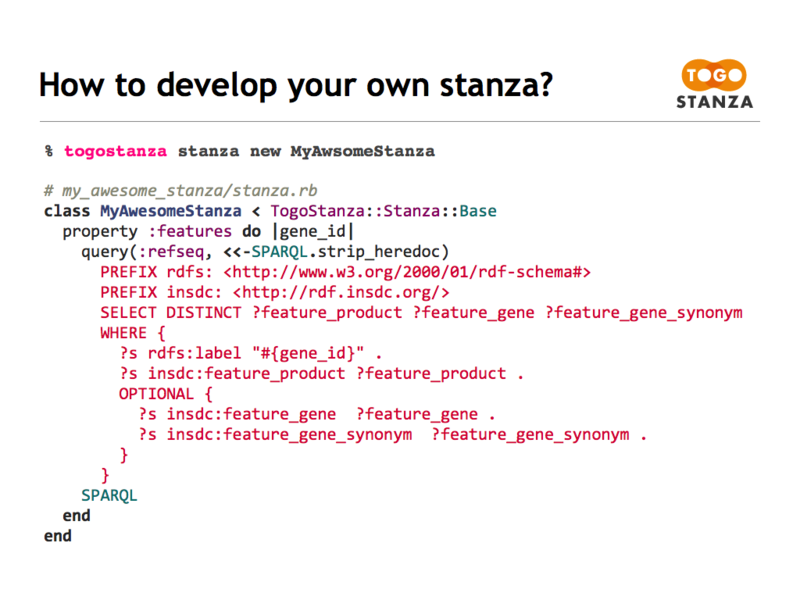 How to develop your own stanza?
TOGO
STANZA
% togostanza stanza new MyAwsomeStanza
# my_awesome_stanza/stanza.rb
class MyAwesomeStanza < TogoStanza::Stanza::Base
  property :features do |gene_id|
    query(:refseq, <<-SPARQL.strip_heredoc)
      PREFIX rdfs: <http://www.w3.org/2000/01/rdf-schema#>
      PREFIX insdc: <http://rdf.insdc.org/>
      SELECT DISTINCT ?feature_product ?feature_gene ?feature_gene_synonym
      WHERE {
        ?s rdfs:label "#{gene_id}" .
        ?s insdc:feature_product ?feature_product .
        OPTIONAL {
          ?s insdc:feature_gene  ?feature_gene .
          ?s insdc:feature_gene_synonym  ?feature_gene_synonym .
        }
      }
    SPARQL
  end
end